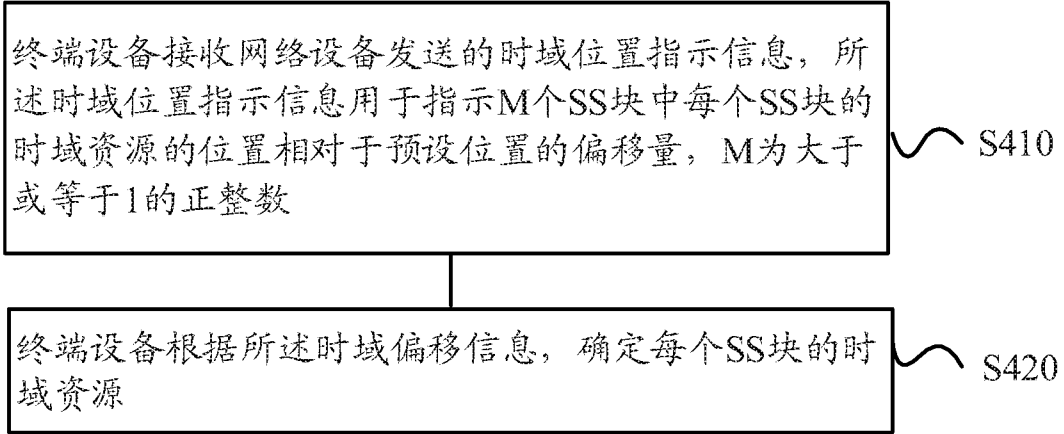 终端设备接收网络设备发送的时域位置指示信息，所
述时域位置指示信息用于指示M个SS块中每个SS块的
时域资源的位置相对于预设位置的偏移量，M为大于
或等于1的正整数
S410
终端设备根据所述时域偏移信息，确定每个SS块的时
域资源
S420